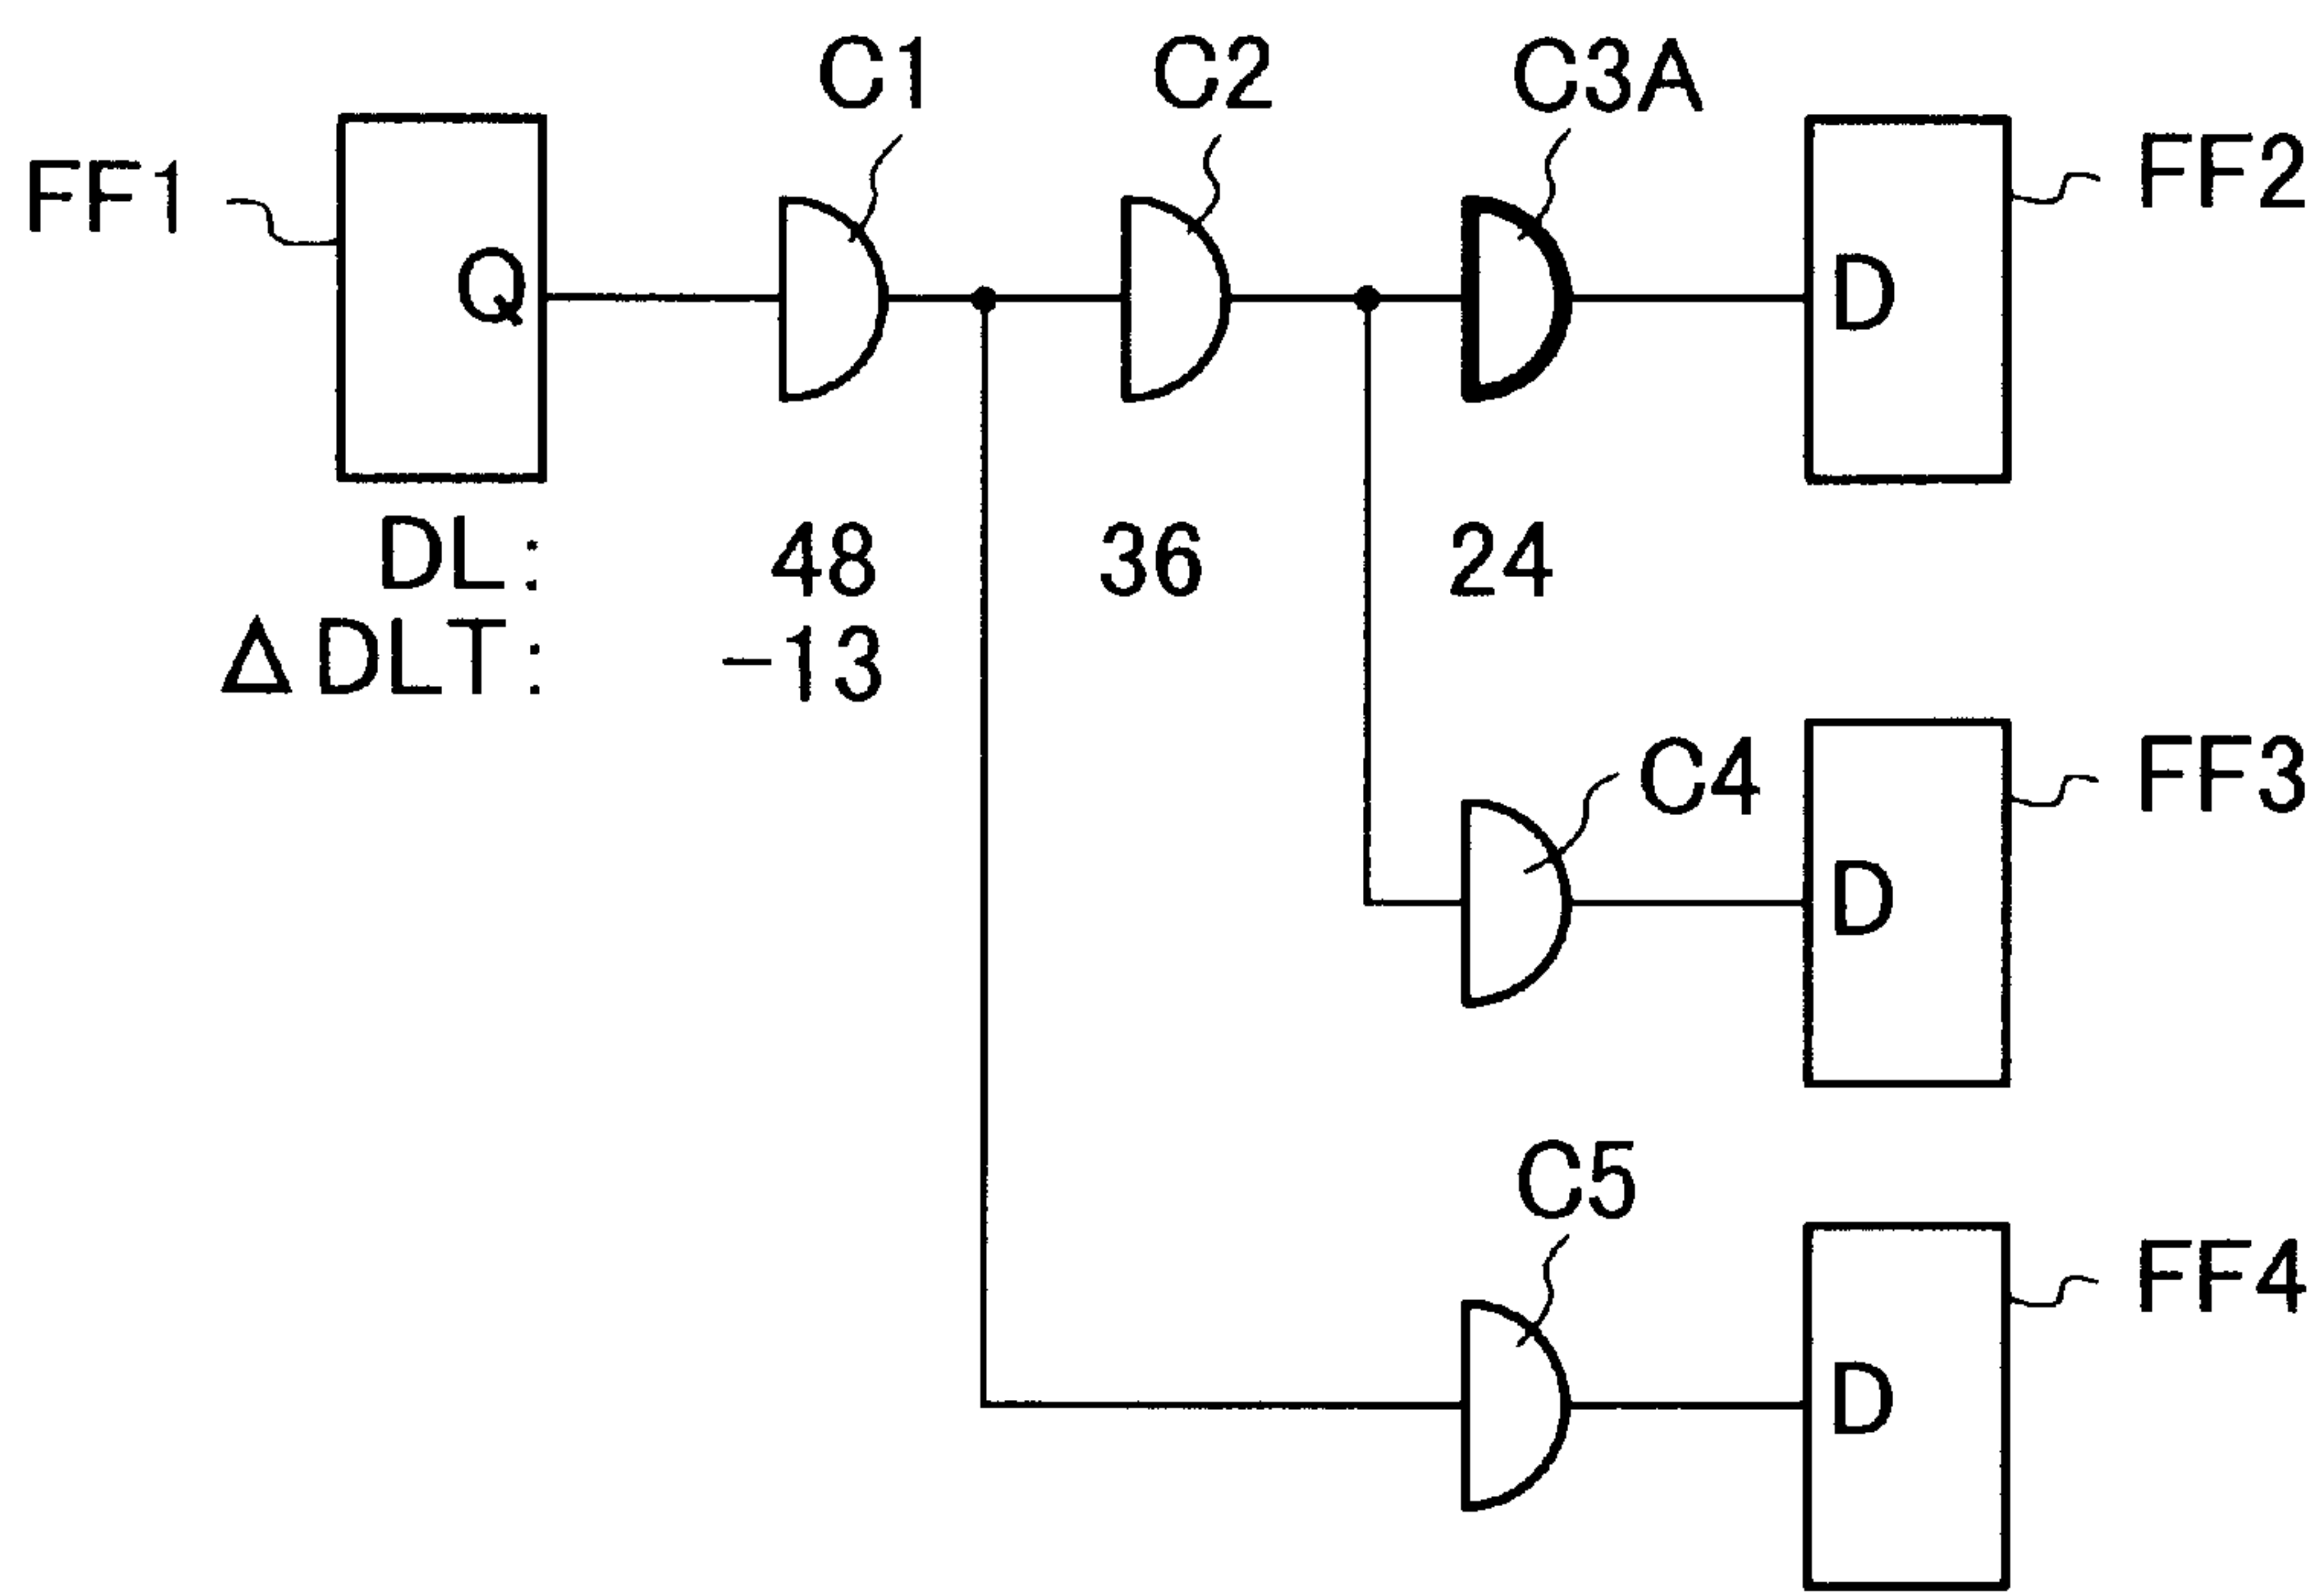 C1 C2 C3A
FF1 FF2
Q D
DL: 48 36 24
ΔDLT: -13
C4 FF3
D
C5
FF4
D